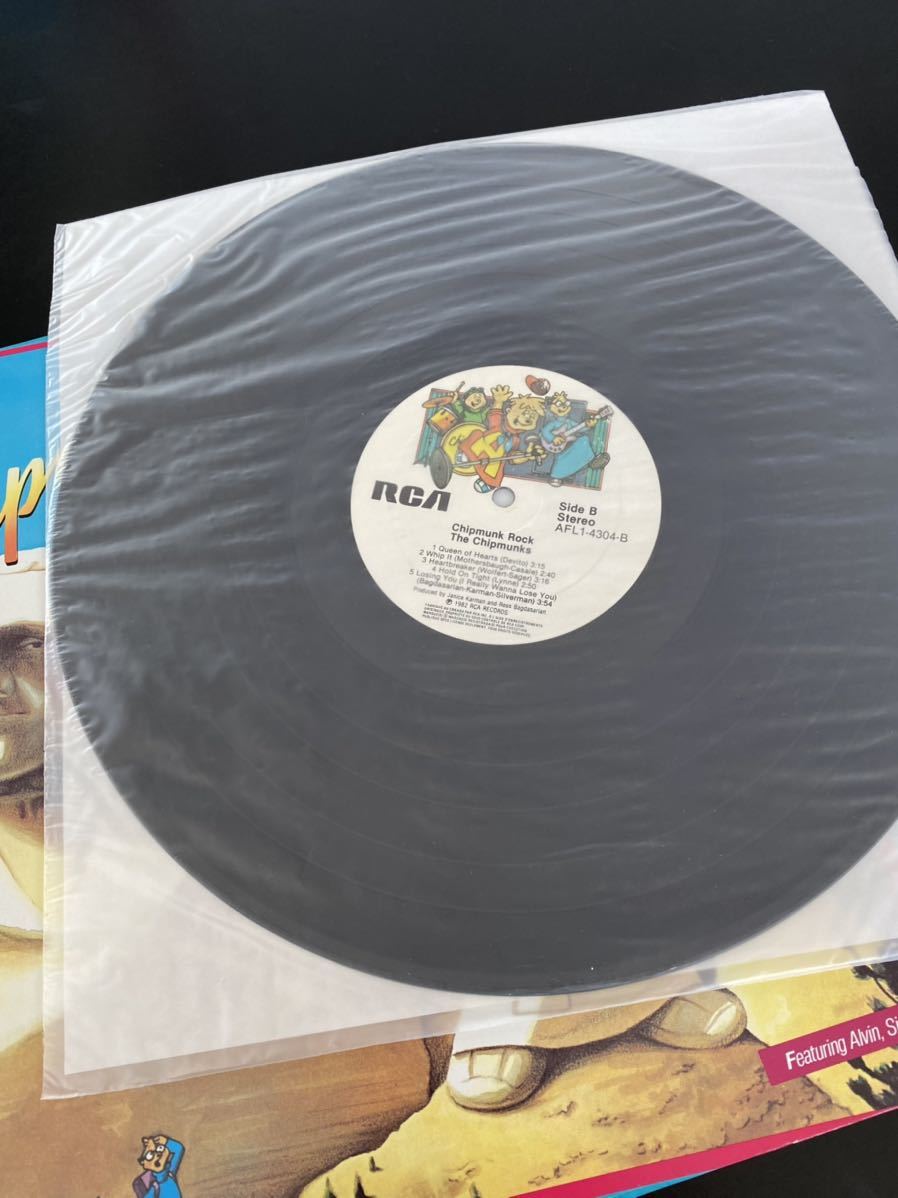 RCA
Side B
Stereo
AFL1-4304-B
Chipmunk Rock
The Chipmunks
1 Queen of Hearts (Devito) 3:15
2 Whip It (Mothersbaugh-Casale) 2:40
3 Heartbreaker (Wolfert-Sager) 3:16
4 Hold On Tight (Lynne) 2:50
5 Losing You (I Really Wanna Lose You)
(Bagdasarian-Karman-Silverman) 3:54
Produced by Janice Karman and Ross Bagdasarian
℗ 1982 RCA RECORDS
Featuring Alvin, Si